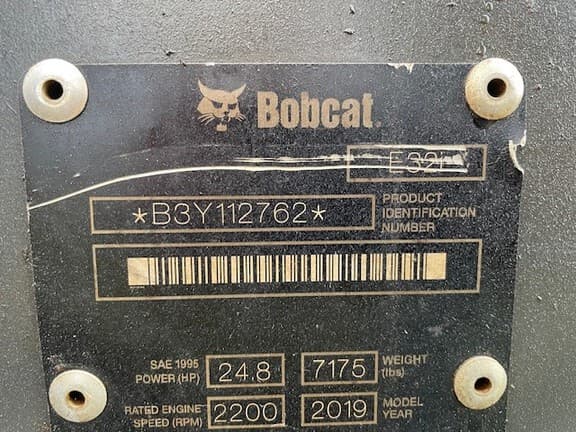 Bobcat.
*B3Y112762*
PRODUCT
IDENTIFICATION
NUMBER
SAE 1995
POWER (HP)
24.8
7175
WEIGHT
(lbs)
RATED ENGINE
SPEED (RPM)
2200
2019
MODEL
YEAR